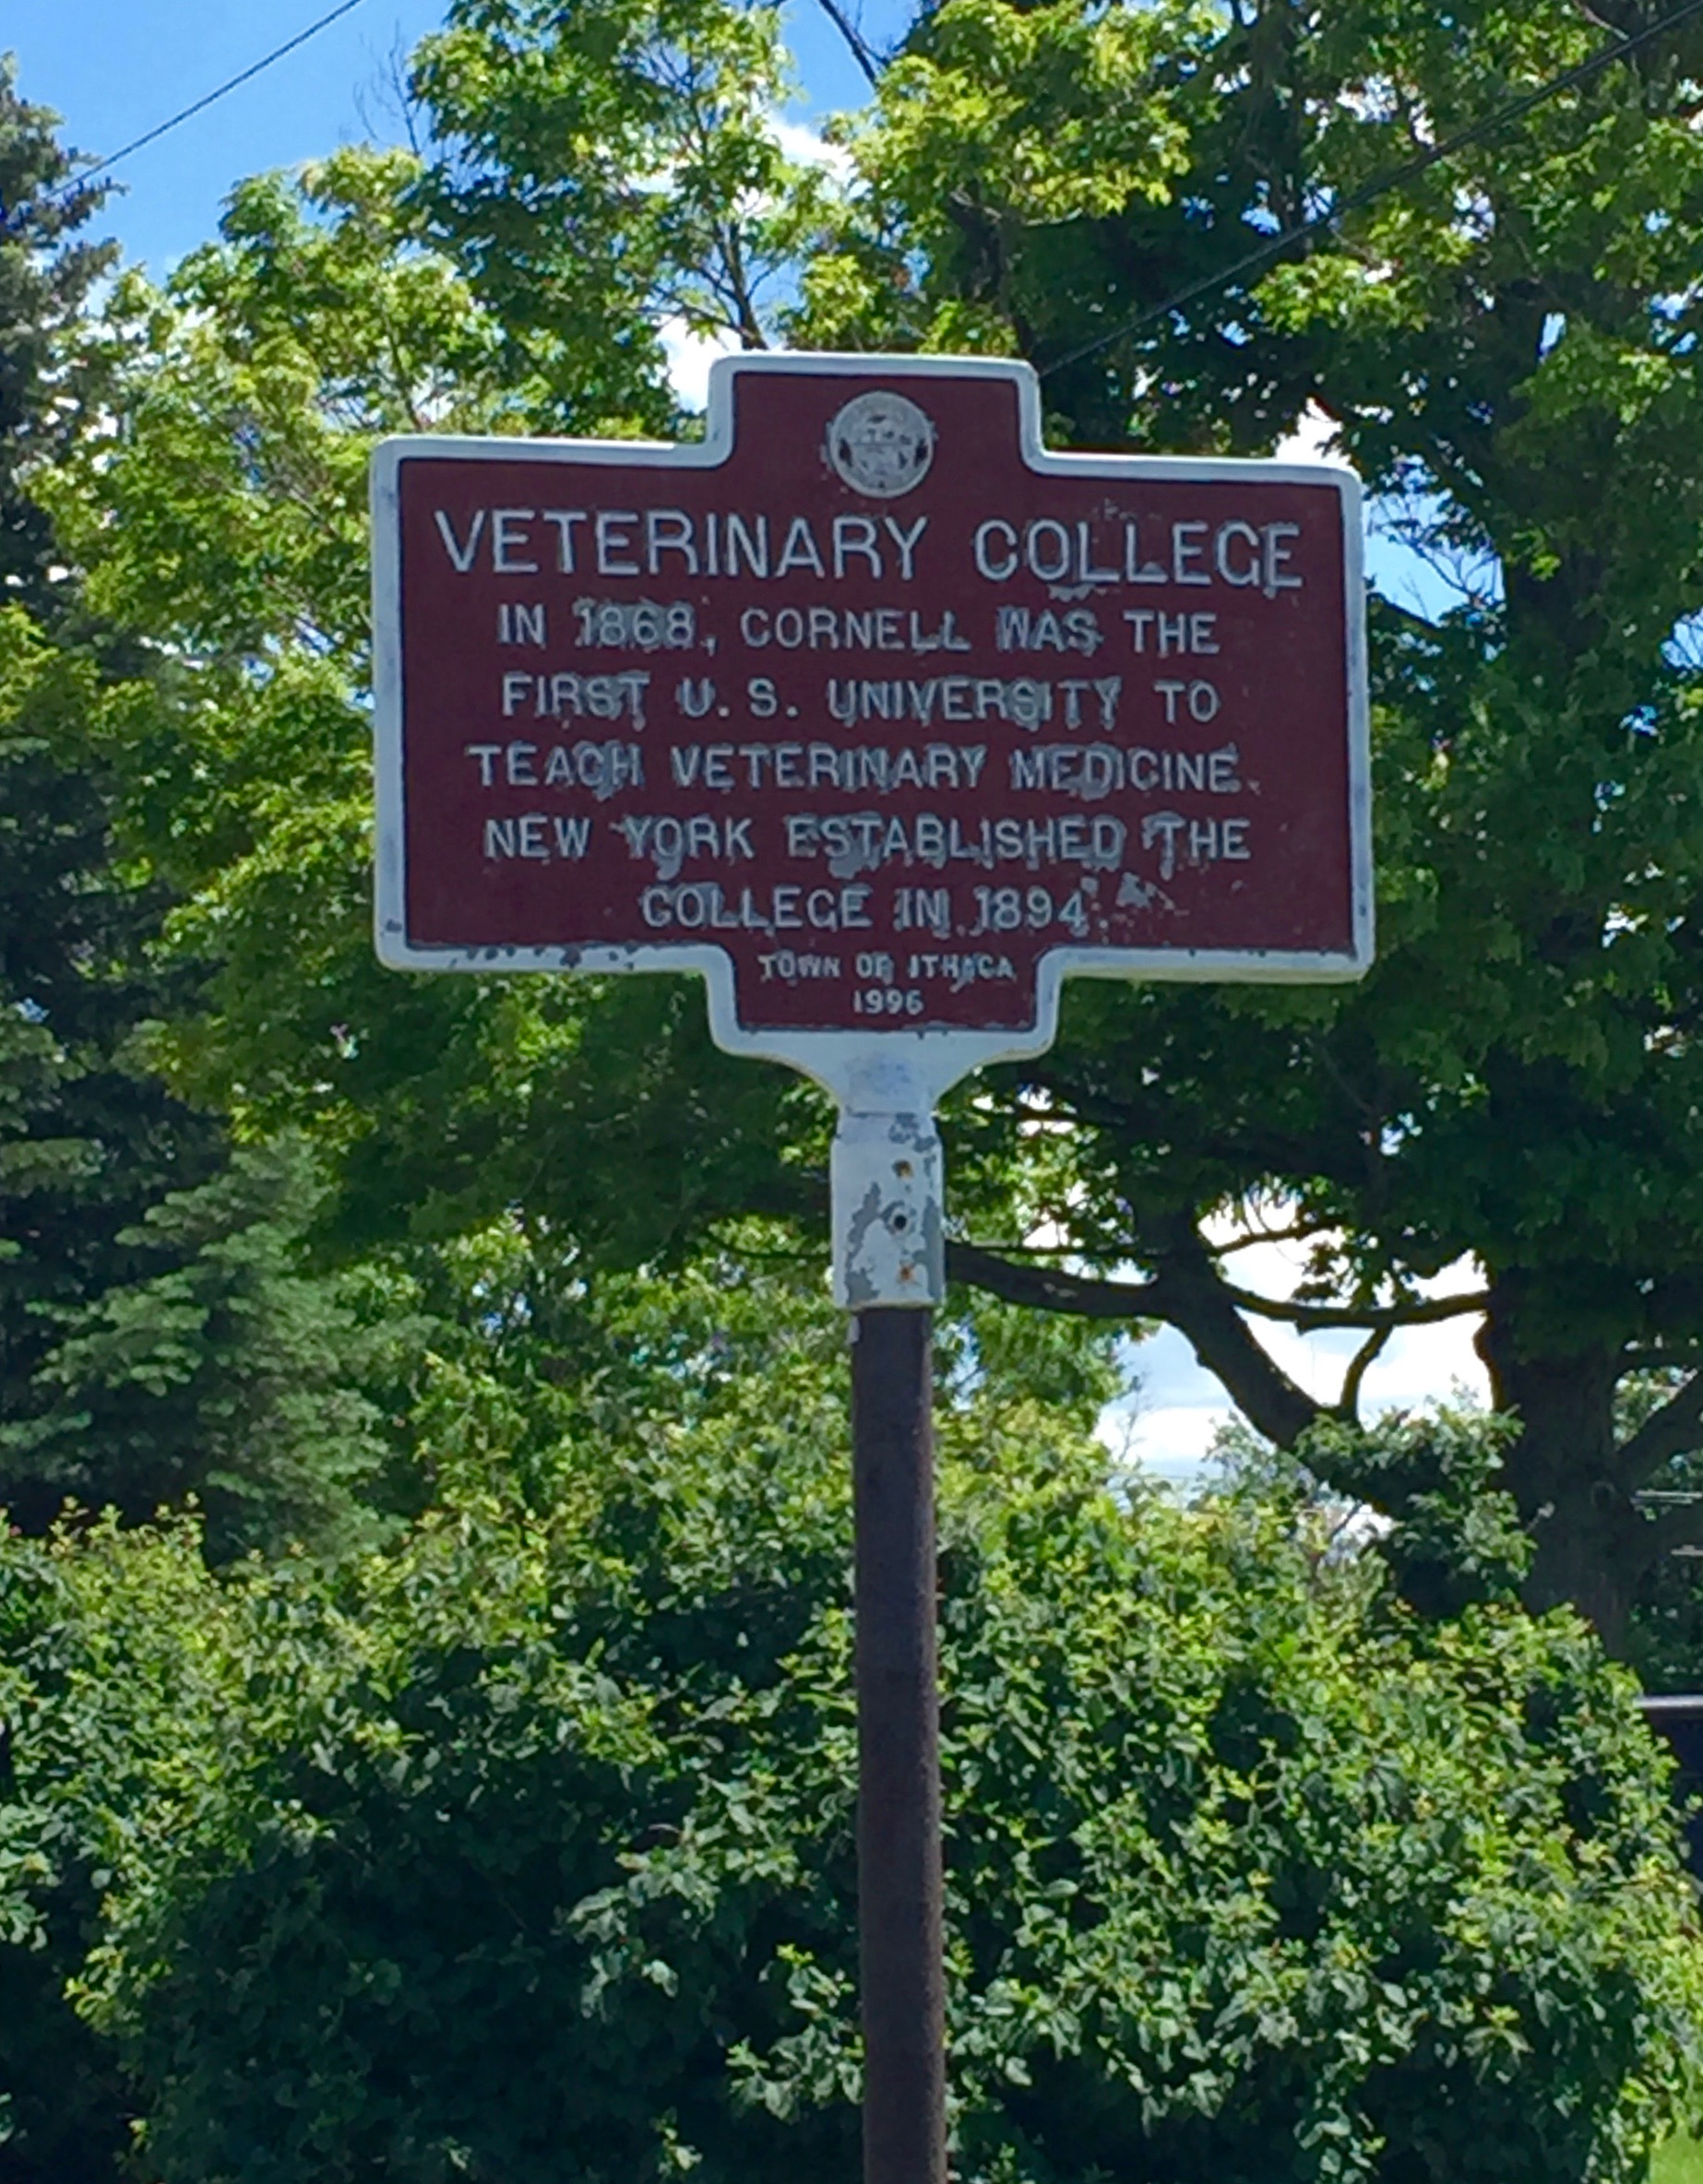 VETERINARY COLLEGE
IN 1868, CORNELL WAS THE
FIRST U.S. UNIVERSITY TO
TEACH VETERINARY MEDICINE.
NEW YORK ESTABLISHED THE
COLLEGE IN 1894.
TOWN OF ITHACA
1996